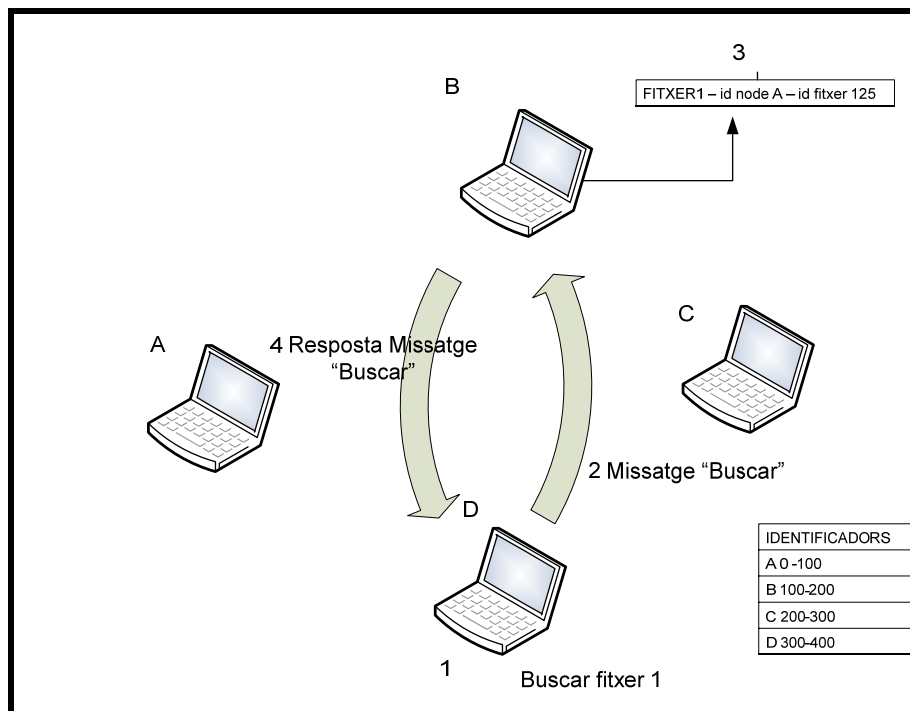 3
B
FITXER1 – id node A – id fitxer 125
C
A
4 Resposta Missatge
“Buscar”
2 Missatge “Buscar”
D
IDENTIFICADORS
A 0 -100
B 100-200
C 200-300
D 300-400
1
Buscar fitxer 1